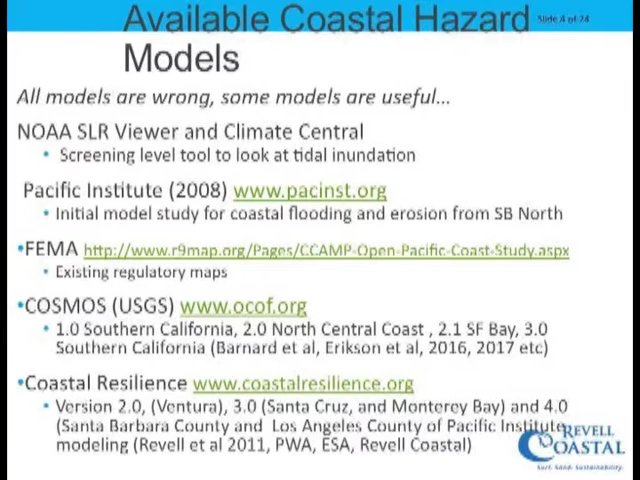 Available Coastal Hazard
Slide 4 of 24
Models
All models are wrong, some models are useful...
NOAA SLR Viewer and Climate Central
• Screening level tool to look at tidal inundation
Pacific Institute (2008) www.pacinst.org
• Initial model study for coastal flooding and erosion from SB North
•FEMA http://www.r9map.org/Pages/CCAMP-Open-Pacific-Coast-Study.aspx
• Existing regulatory maps
•COSMOS (USGS) www.ocof.org
• 1.0 Southern California, 2.0 North Central Coast , 2.1 SF Bay, 3.0
Southern California (Barnard et al, Erikson et al, 2016, 2017 etc)
•Coastal Resilience www.coastalresilience.org
• Version 2.0, (Ventura), 3.0 (Santa Cruz, and Monterey Bay) and 4.0
(Santa Barbara County and Los Angeles County of Pacific Institute
modeling (Revell et al 2011, PWA, ESA, Revell Coastal)
REVELL
COASTAL
Surf. Sand. Sustainability.